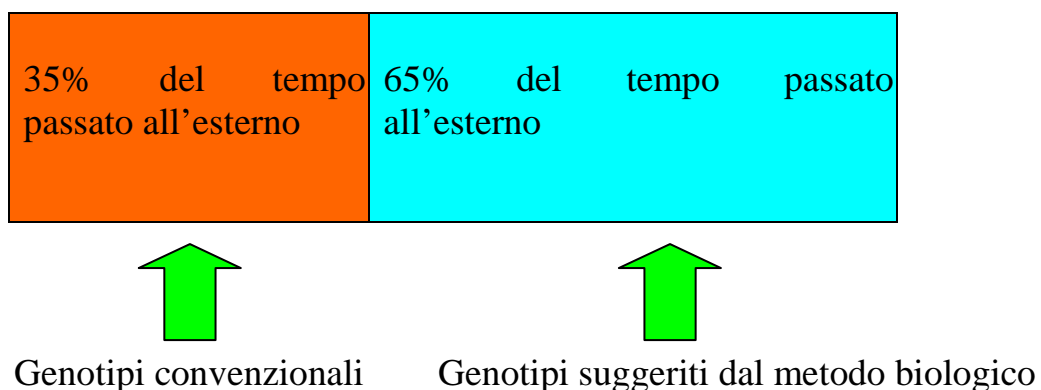 35% del tempo
passato all’esterno
65% del tempo passato
all’esterno
Genotipi convenzionali
Genotipi suggeriti dal metodo biologico